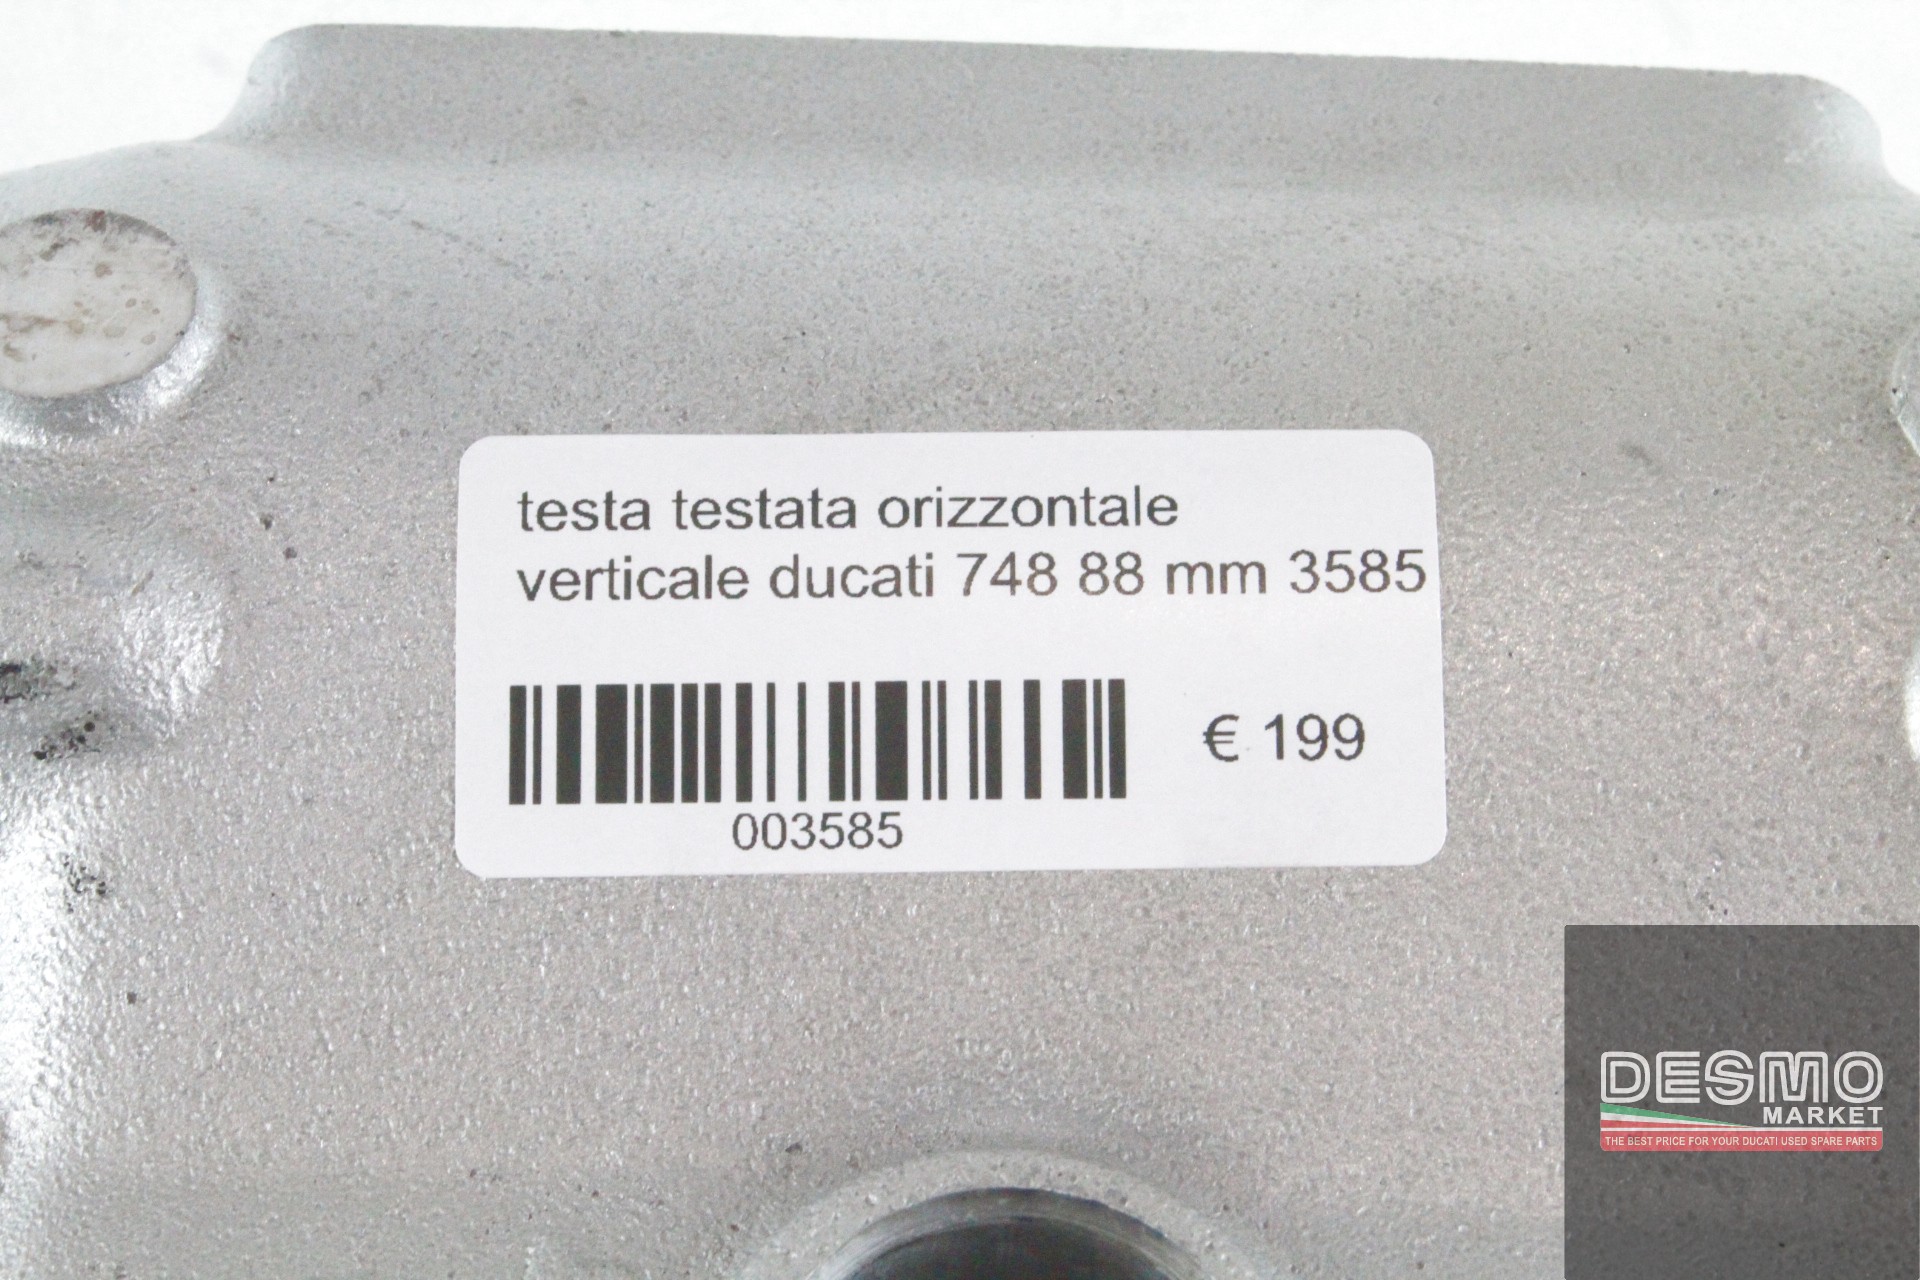 testa testata orizzontale
verticale ducati 748 88 mm 3585
€ 199
003585
DESMO
MARKET
THE BEST PRICE FOR YOUR DUCATI USED SPARE PARTS